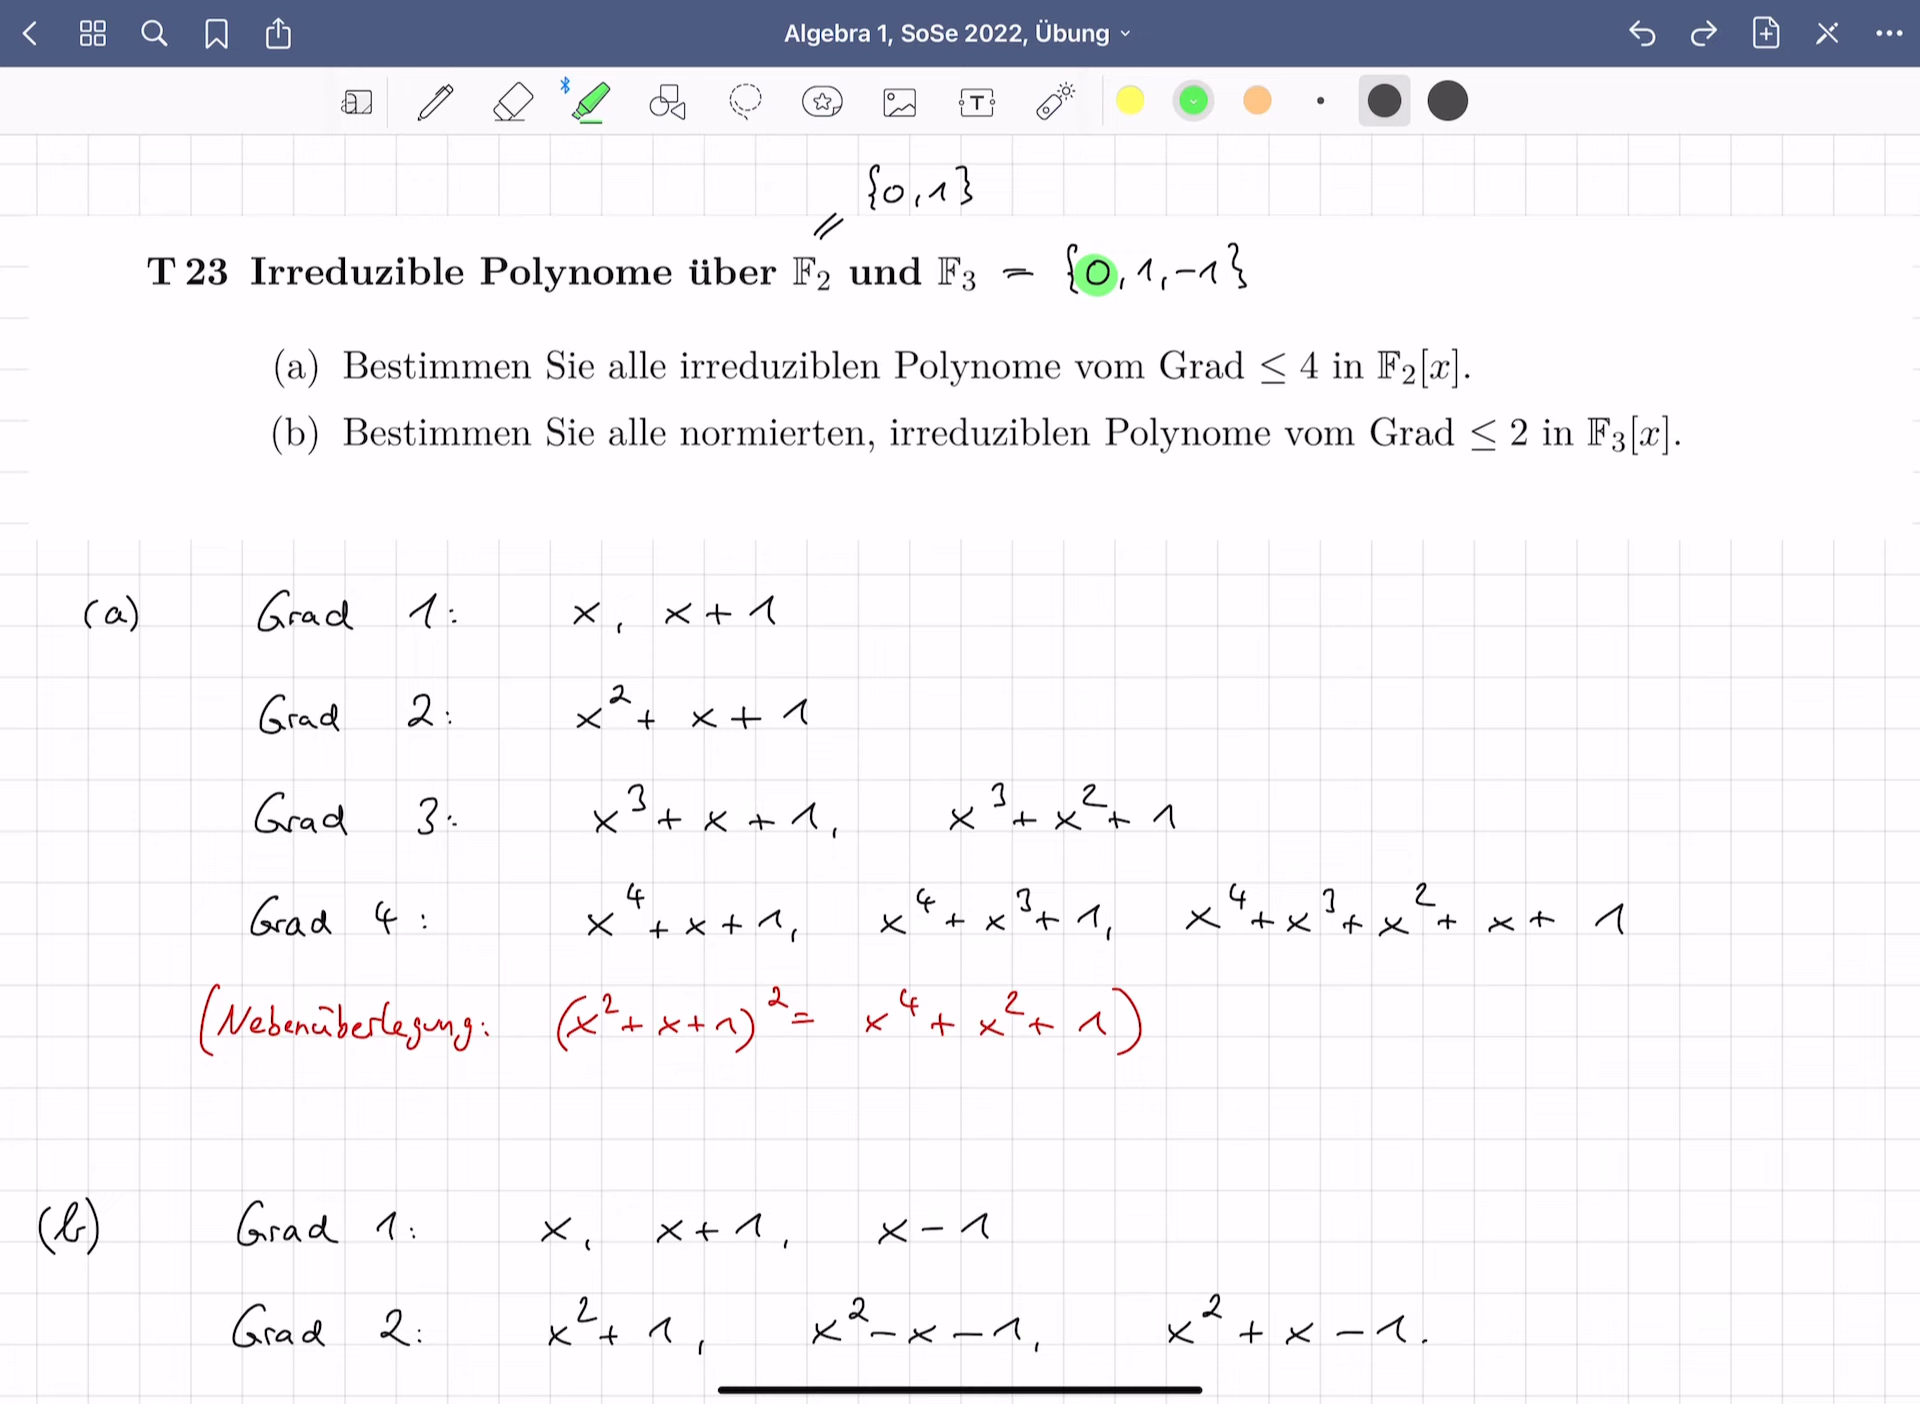 Algebra 1, SoSe 2022, Übung
{0,1}
T 23 Irreduzible Polynome über 𝔽₂ und 𝔽₃ = {0,1,-1}
(a) Bestimmen Sie alle irreduziblen Polynome vom Grad ≤ 4 in 𝔽₂[x].
(b) Bestimmen Sie alle normierten, irreduziblen Polynome vom Grad ≤ 2 in 𝔽₃[x].
(a) Grad 1: x, x+1
Grad 2: x²+x+1
Grad 3: x³+x+1, x³+x²+1
Grad 4: x⁴+x+1, x⁴+x³+1, x⁴+x³+x²+x+1
(Nebenüberlegung: (x²+x+1)² = x⁴+x²+1)
(b) Grad 1: x, x+1, x-1
Grad 2: x²+1, x²-x-1, x²+x-1.